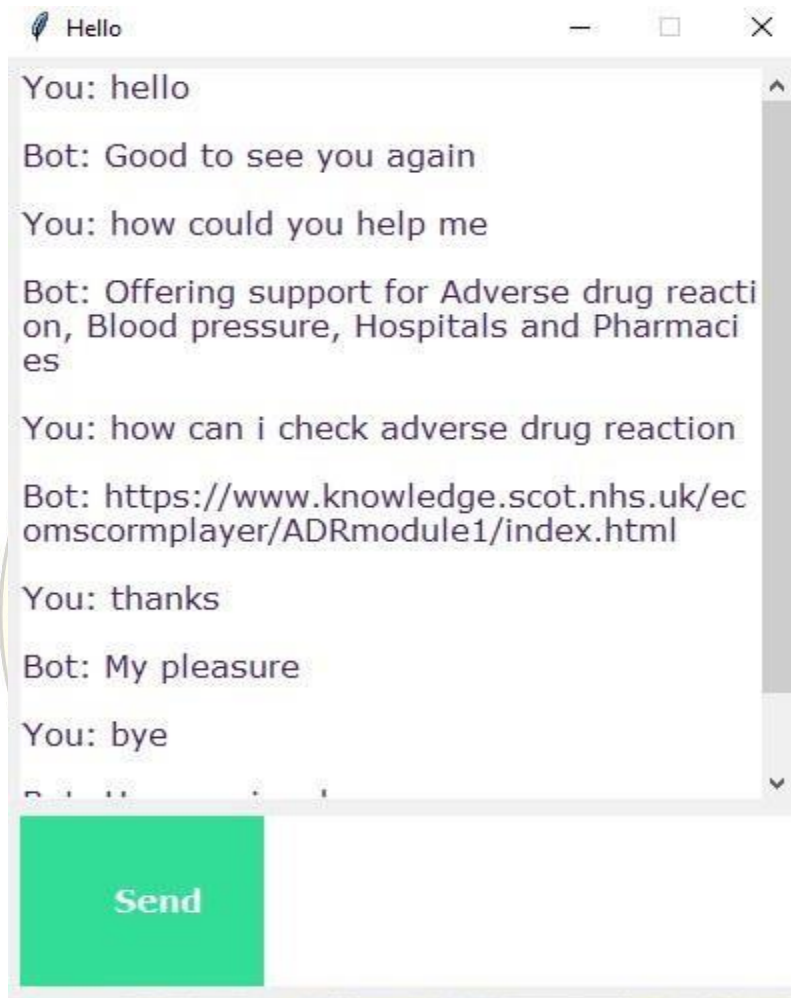 Hello
You: hello
Bot: Good to see you again
You: how could you help me
Bot: Offering support for Adverse drug reacti
on, Blood pressure, Hospitals and Pharmaci
es
You: how can i check adverse drug reaction
Bot: https://www.knowledge.scot.nhs.uk/ec
omscormplayer/ADRmodule1/index.html
You: thanks
Bot: My pleasure
You: bye
Send